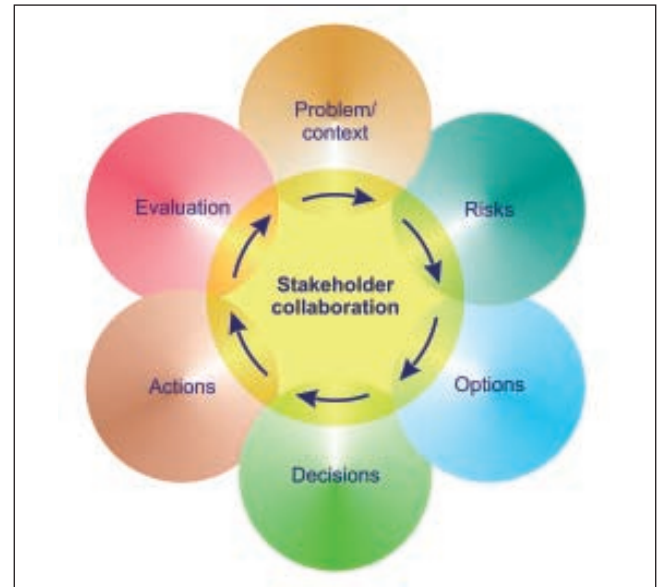 Problem/
context
Risks
Options
Decisions
Actions
Evaluation
Stakeholder
collaboration